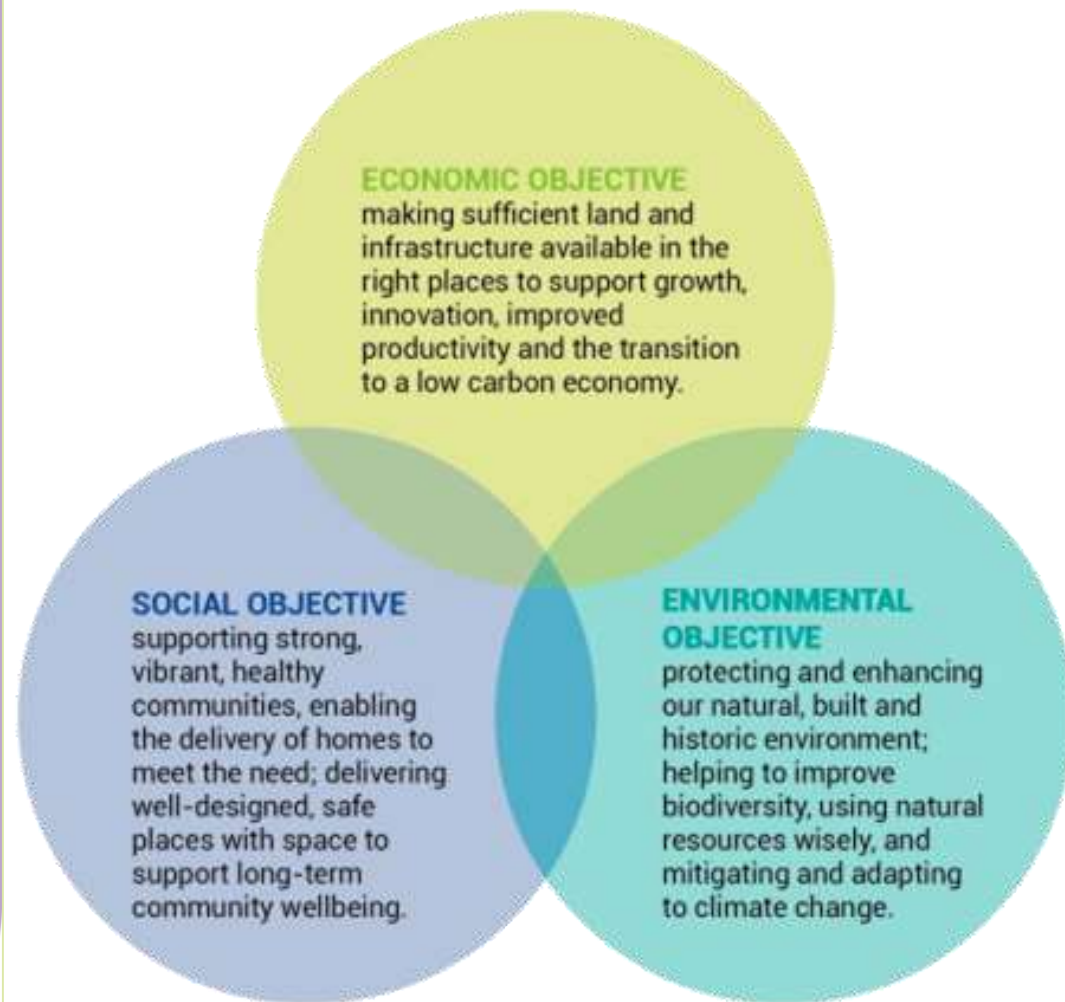 ECONOMIC OBJECTIVE
making sufficient land and
infrastructure available in the
right places to support growth,
innovation, improved
productivity and the transition
to a low carbon economy.
SOCIAL OBJECTIVE
supporting strong,
vibrant, healthy
communities, enabling
the delivery of homes to
meet the need; delivering
well-designed, safe
places with space to
support long-term
community wellbeing.
ENVIRONMENTAL
OBJECTIVE
protecting and enhancing
our natural, built and
historic environment;
helping to improve
biodiversity, using natural
resources wisely, and
mitigating and adapting
to climate change.